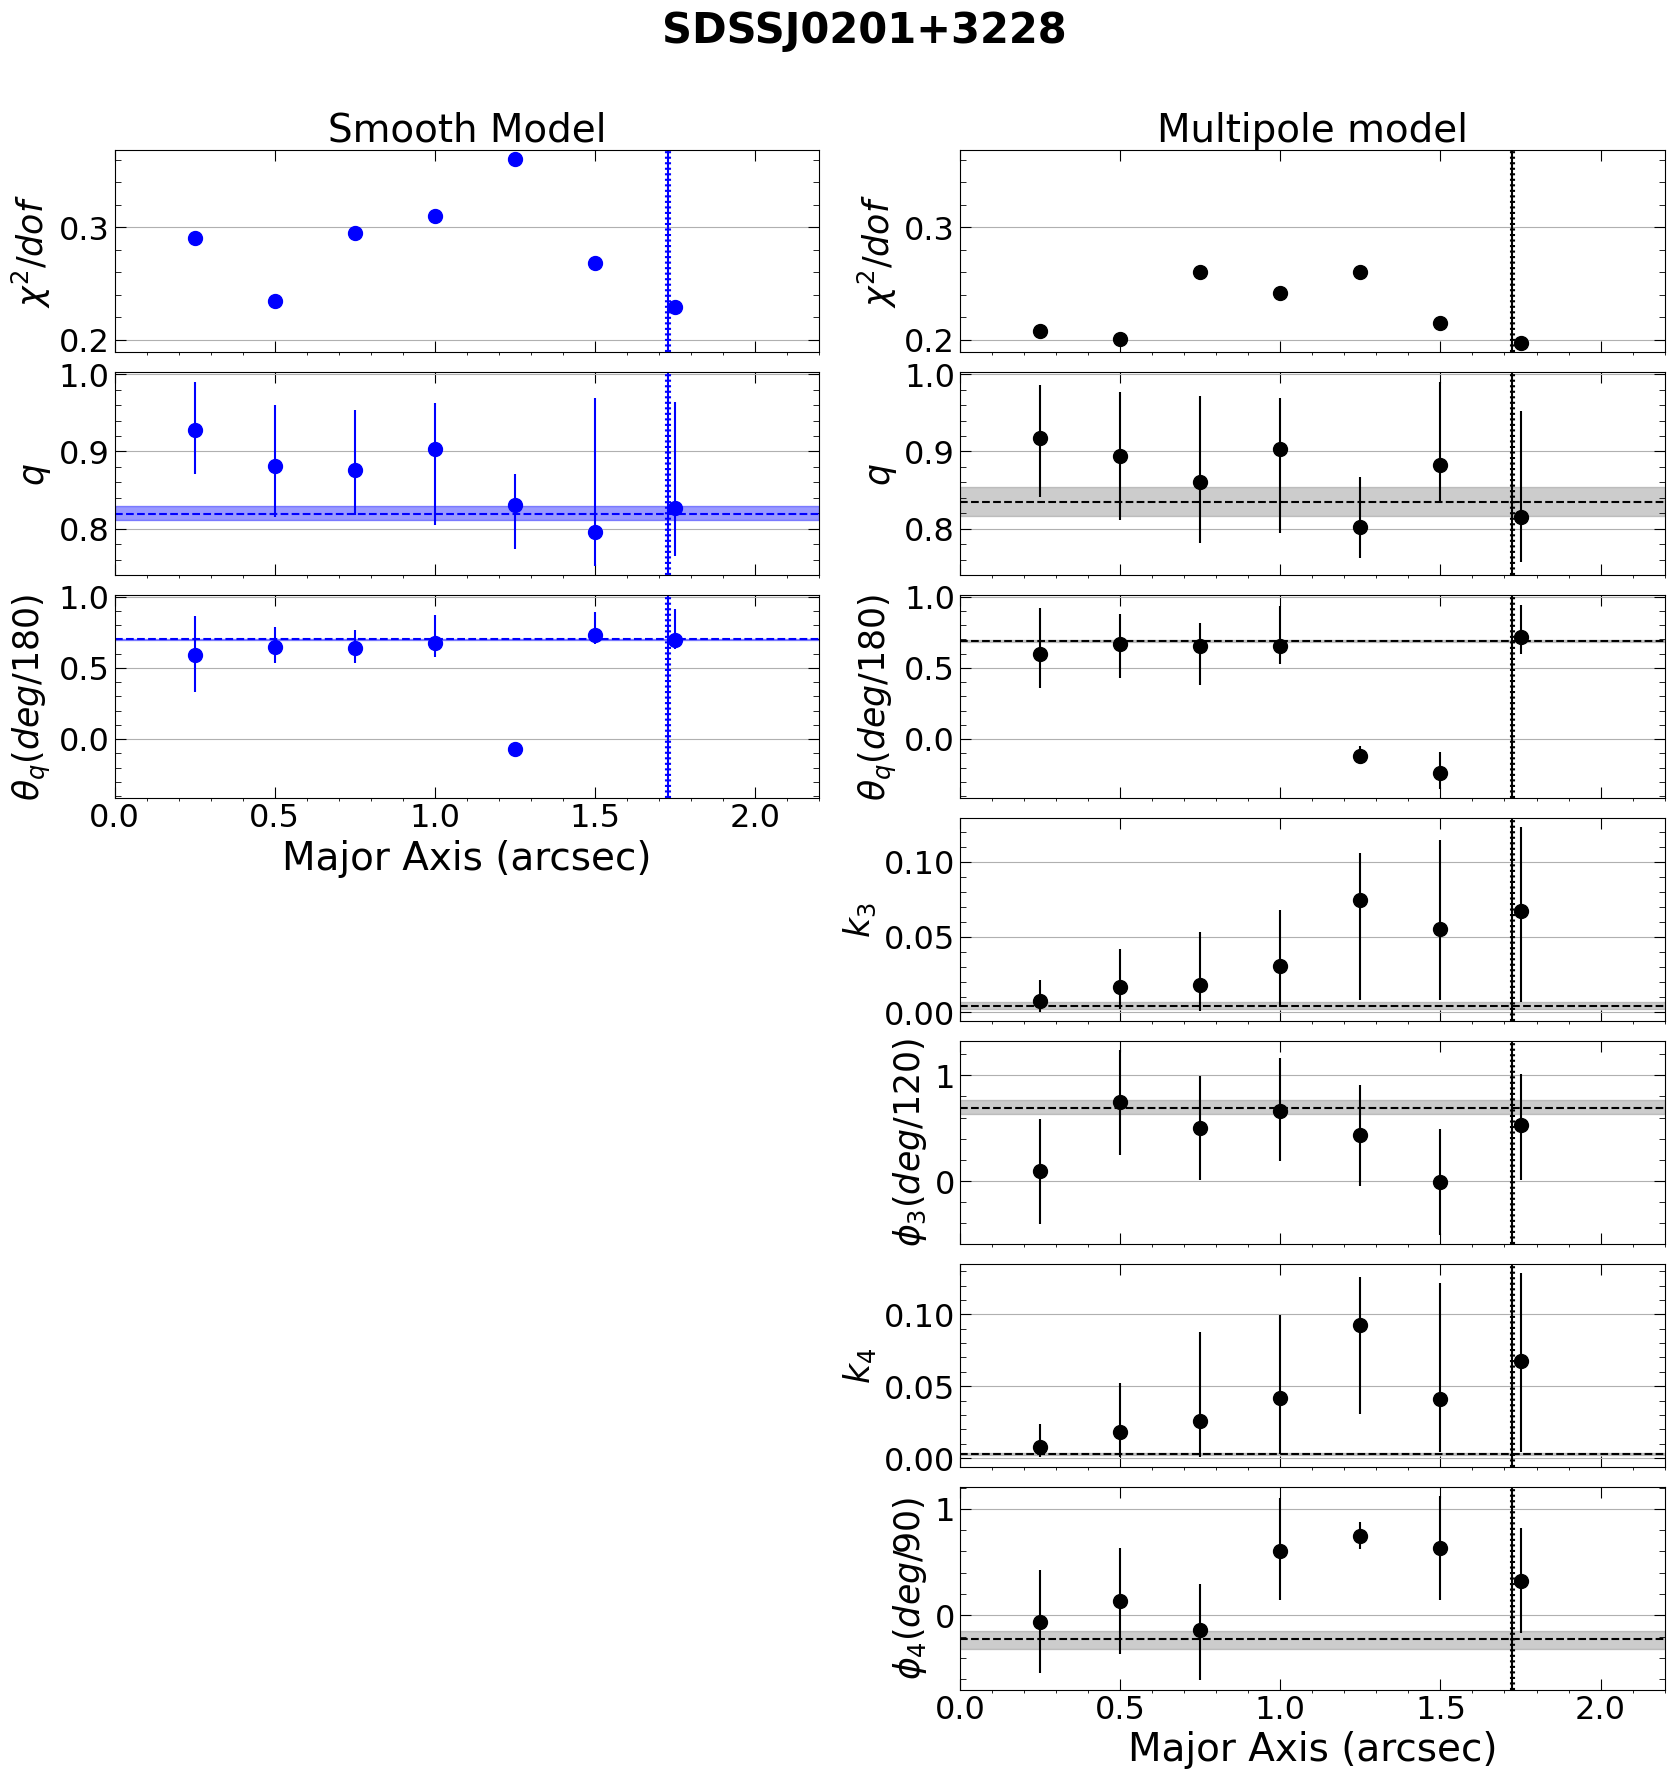 SDSSJ0201+3228
Smooth Model
χ²/dof
0.3
0.2
q
1.0
0.9
0.8
θ_q(deg/180)
1.0
0.5
0.0
0.0 0.5 1.0 1.5 2.0
Major Axis (arcsec)
Multipole model
χ²/dof
0.3
0.2
q
1.0
0.9
0.8
θ_q(deg/180)
1.0
0.5
0.0
k₃
0.10
0.05
0.00
ϕ₃(deg/120)
1
0
k₄
0.10
0.05
0.00
ϕ₄(deg/90)
1
0
0.0 0.5 1.0 1.5 2.0
Major Axis (arcsec)